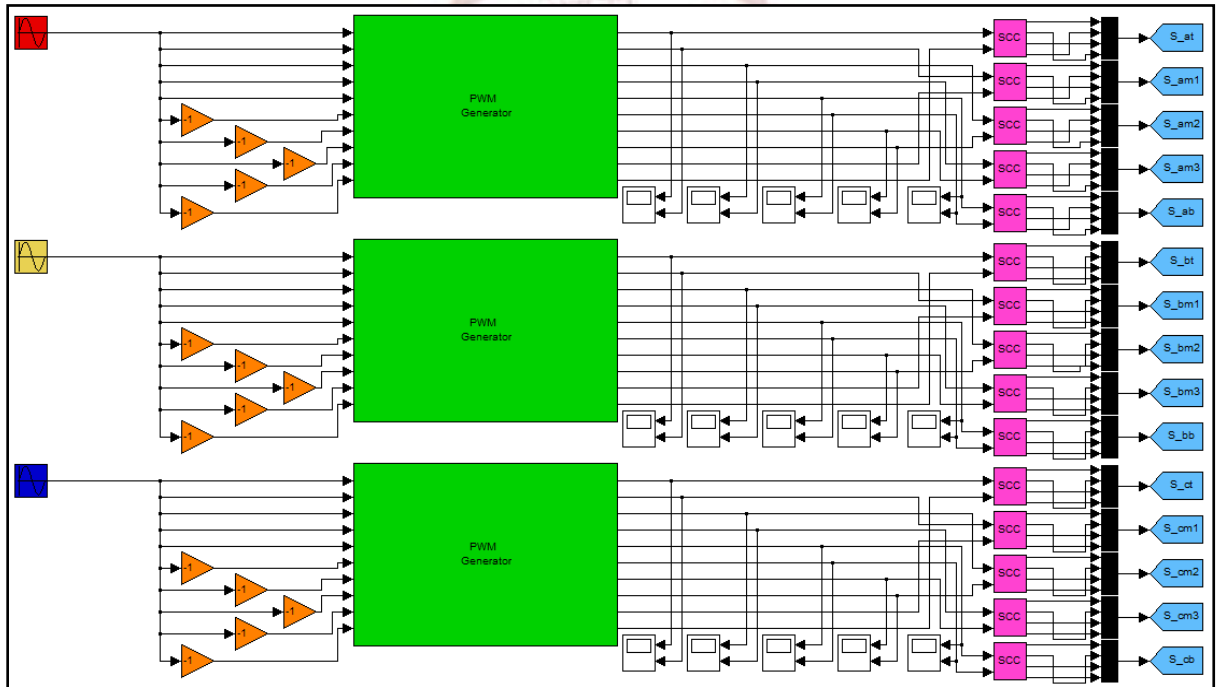 PWM
Generator
-1
-1
-1
-1
-1
SCC
SCC
SCC
SCC
SCC
S_at
S_am1
S_am2
S_am3
S_ab
PWM
Generator
-1
-1
-1
-1
-1
SCC
SCC
SCC
SCC
SCC
S_bt
S_bm1
S_bm2
S_bm3
S_bb
PWM
Generator
-1
-1
-1
-1
-1
SCC
SCC
SCC
SCC
SCC
S_ct
S_cm1
S_cm2
S_cm3
S_cb